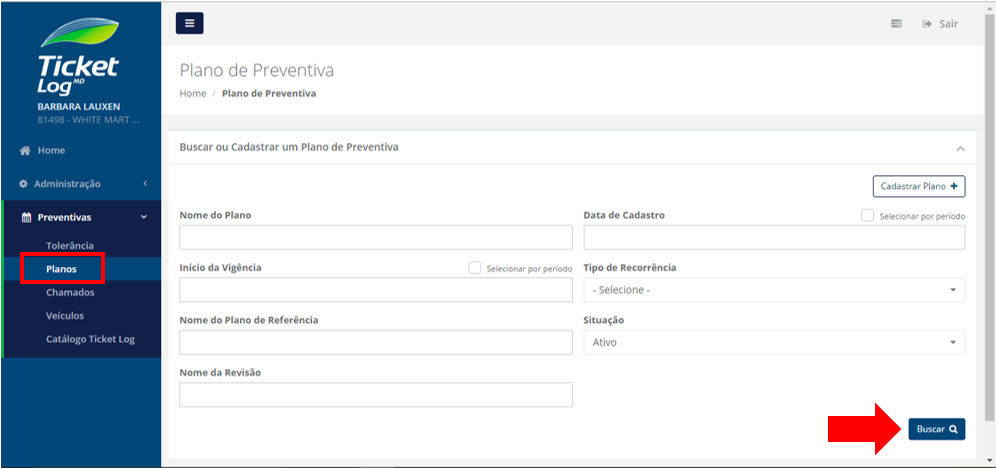 Ticket
Log MD
BARBARA LAUXEN
81498 - WHITE MART ...
Home
Administração
Preventivas
Tolerância
Planos
Chamados
Veículos
Catálogo Ticket Log
Sair
Plano de Preventiva
Home / Plano de Preventiva
Buscar ou Cadastrar um Plano de Preventiva
Cadastrar Plano +
Nome do Plano
Data de Cadastro
Selecionar por período
Início da Vigência
Selecionar por período
Tipo de Recorrência
- Selecione -
Nome do Plano de Referência
Situação
Ativo
Nome da Revisão
Buscar